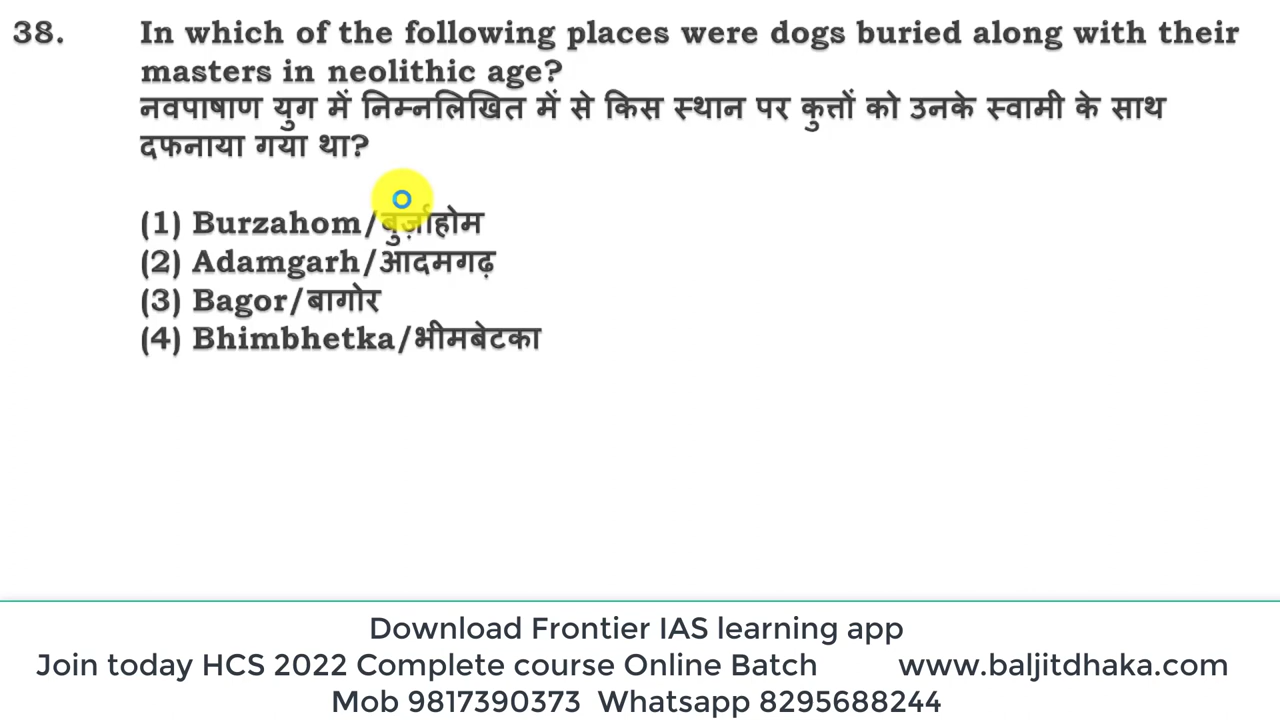 38. In which of the following places were dogs buried along with their
masters in neolithic age?
नवपाषाण युग में निम्नलिखित में से किस स्थान पर कुत्तों को उनके स्वामी के साथ
दफनाया गया था?
(1) Burzahom/बुर्ज़ाहोम
(2) Adamgarh/आदमगढ़
(3) Bagor/बागोर
(4) Bhimbhetka/भीमबेटका
Download Frontier IAS learning app
Join today HCS 2022 Complete course Online Batch www.baljitdhaka.com
Mob 9817390373 Whatsapp 8295688244